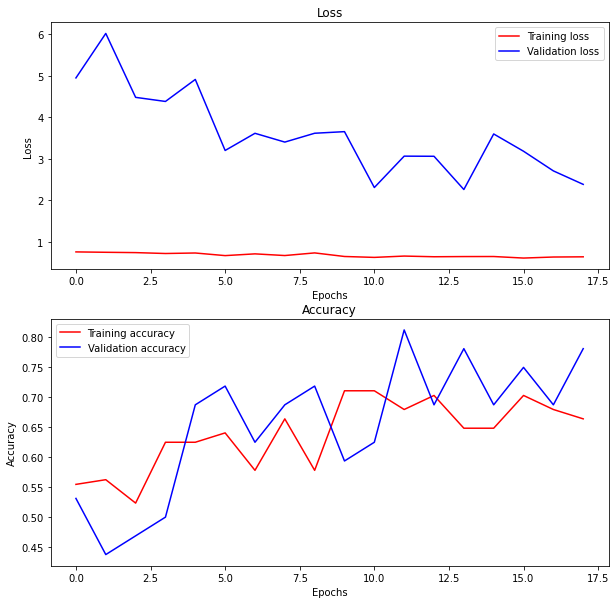 Loss
6
5
4
3
2
1
Loss
Training loss
Validation loss
0.0 2.5 5.0 7.5 10.0 12.5 15.0 17.5
Epochs
Accuracy
0.80
0.75
0.70
0.65
0.60
0.55
0.50
0.45
Accuracy
Training accuracy
Validation accuracy
0.0 2.5 5.0 7.5 10.0 12.5 15.0 17.5
Epochs